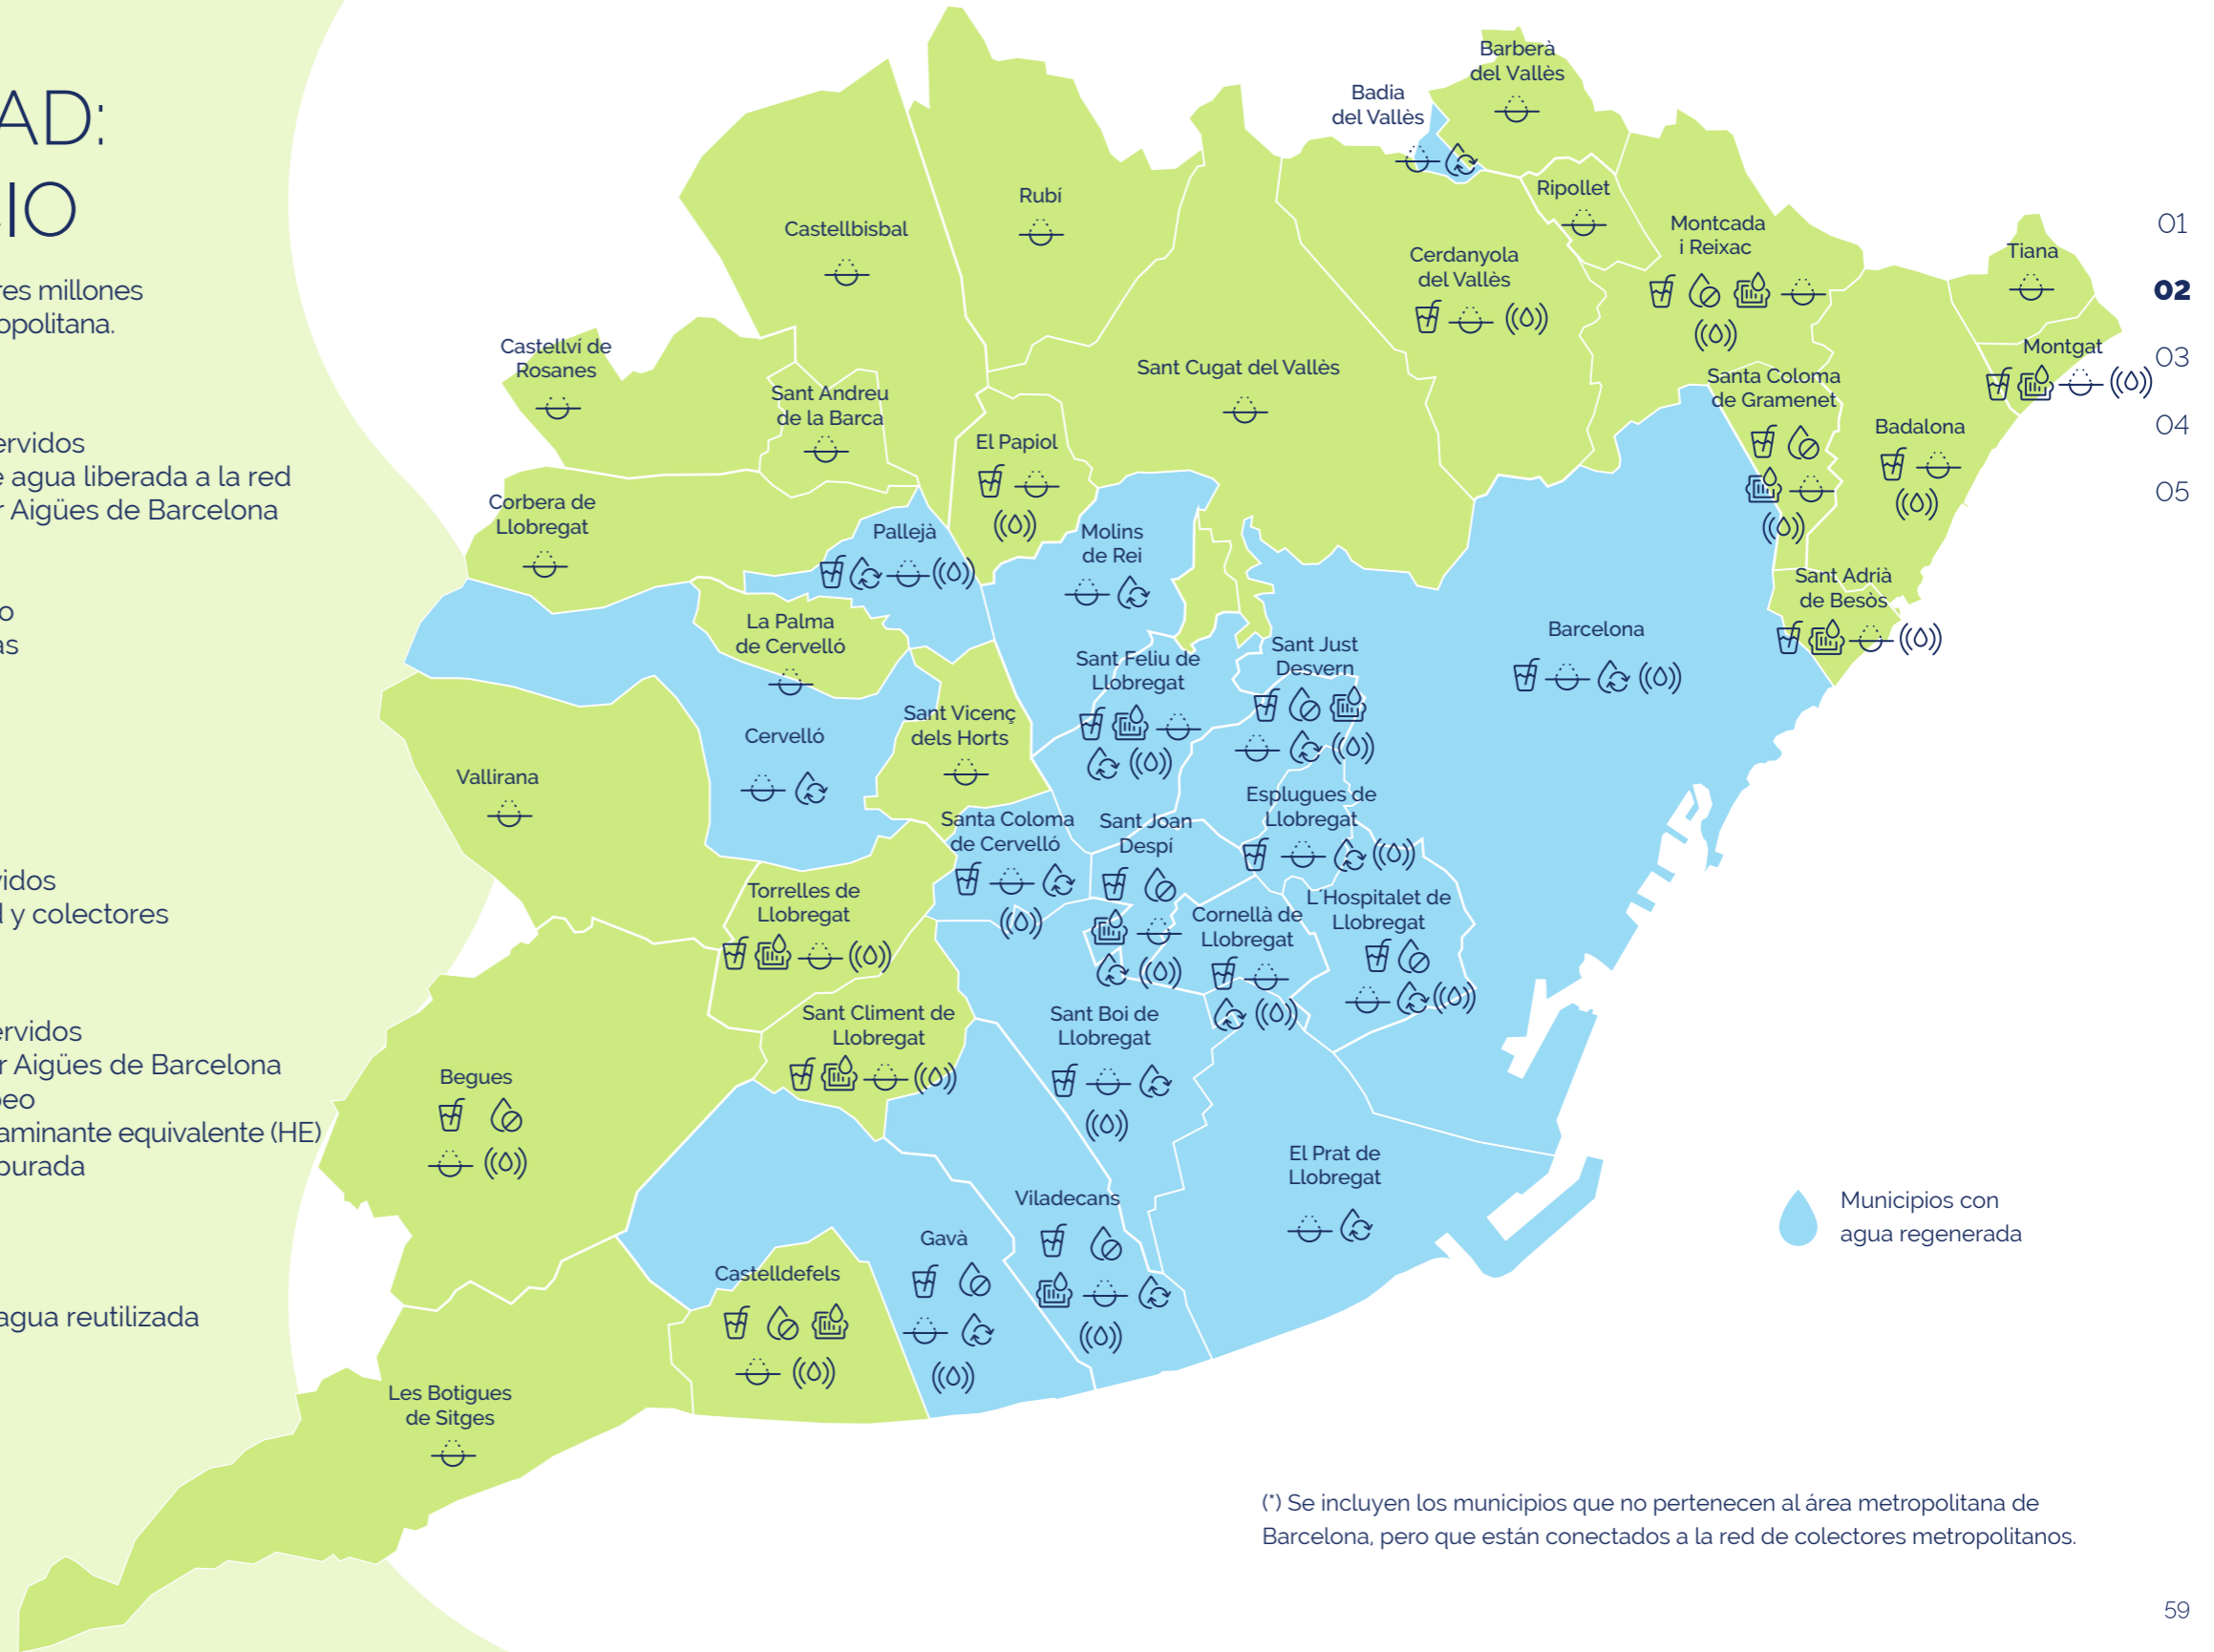 AD:
IO
res millones
opolitana.
ervidos
e agua liberada a la red
r Aigües de Barcelona
o
as
vidos
d y colectores
ervidos
r Aigües de Barcelona
eo
aminante equivalente (HE)
purada
agua reutilizada
Barberà
del Vallès
Badia
del Vallès
Ripollet
Rubí
Castellbisbal
Montcada
i Reixac
Tiana
Cerdanyola
del Vallès
Castellví de
Rosanes
Montgat
Sant Cugat del Vallès
Santa Coloma
de Gramenet
Sant Andreu
de la Barca
Badalona
El Papiol
Corbera de
Llobregat
Pallejà
Molins
de Rei
Sant Adrià
de Besòs
La Palma
de Cervelló
Barcelona
Sant Just
Desvern
Sant Feliu de
Llobregat
Sant Vicenç
dels Horts
Cervelló
Vallirana
Esplugues de
Llobregat
Santa Coloma
de Cervelló
Sant Joan
Despí
Torrelles de
Llobregat
L'Hospitalet de
Llobregat
Cornellà de
Llobregat
Sant Climent de
Llobregat
Sant Boi de
Llobregat
Begues
El Prat de
Llobregat
Viladecans
Gavà
Castelldefels
Les Botigues
de Sitges
Municipios con
agua regenerada
(*) Se incluyen los municipios que no pertenecen al área metropolitana de
Barcelona, pero que están conectados a la red de colectores metropolitanos.
01
02
03
04
05
59